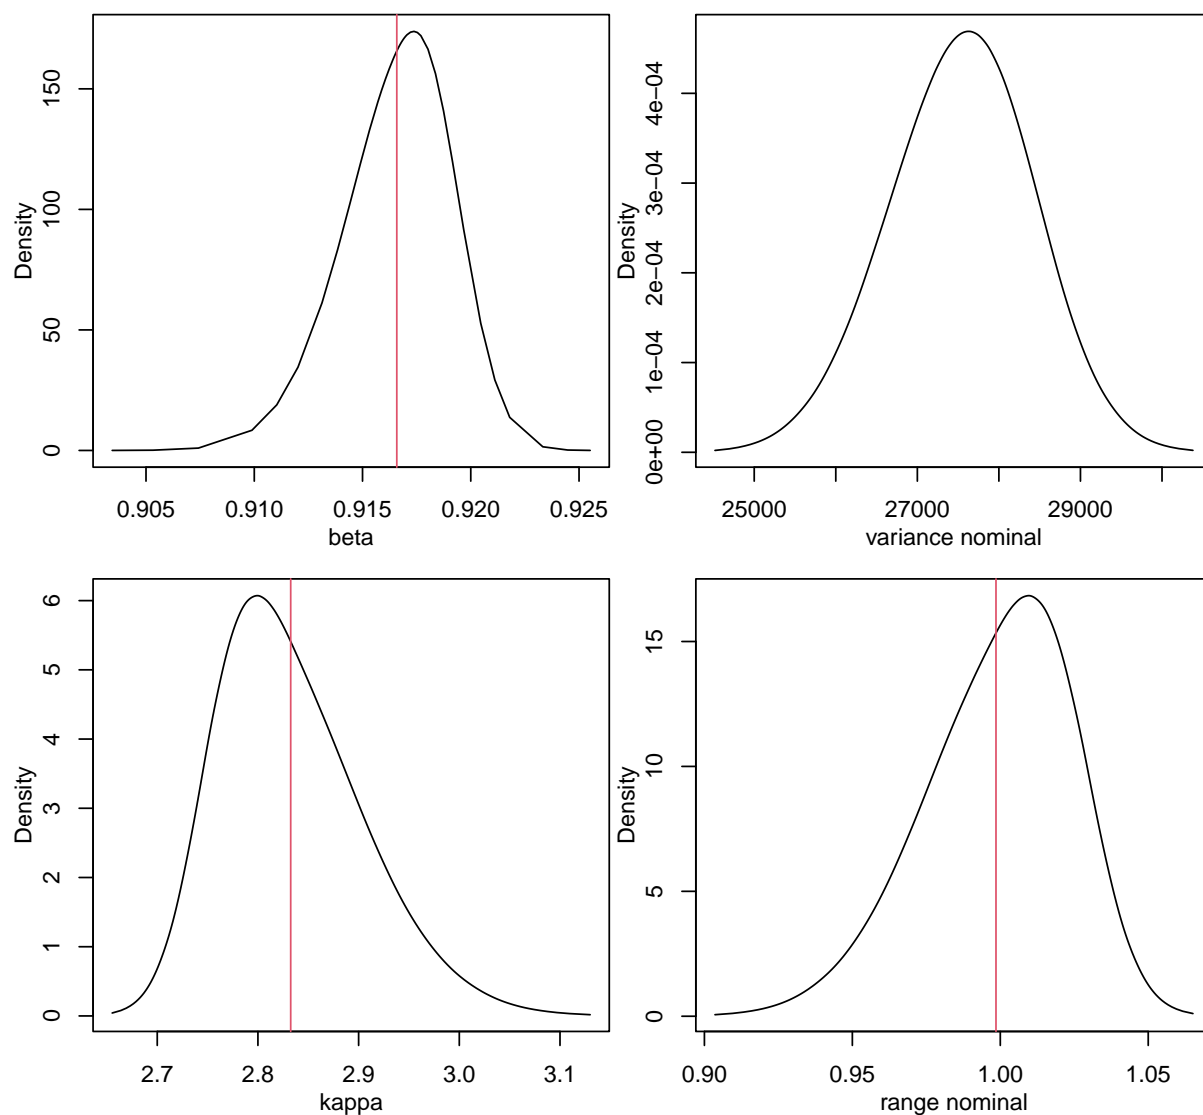 Density
0
50
100
150
0.905
0.910
0.915
0.920
0.925
beta
Density
0e+00
1e−04
2e−04
3e−04
4e−04
25000
27000
29000
variance nominal
Density
0
1
2
3
4
5
6
2.7
2.8
2.9
3.0
3.1
kappa
Density
0
5
10
15
0.90
0.95
1.00
1.05
range nominal